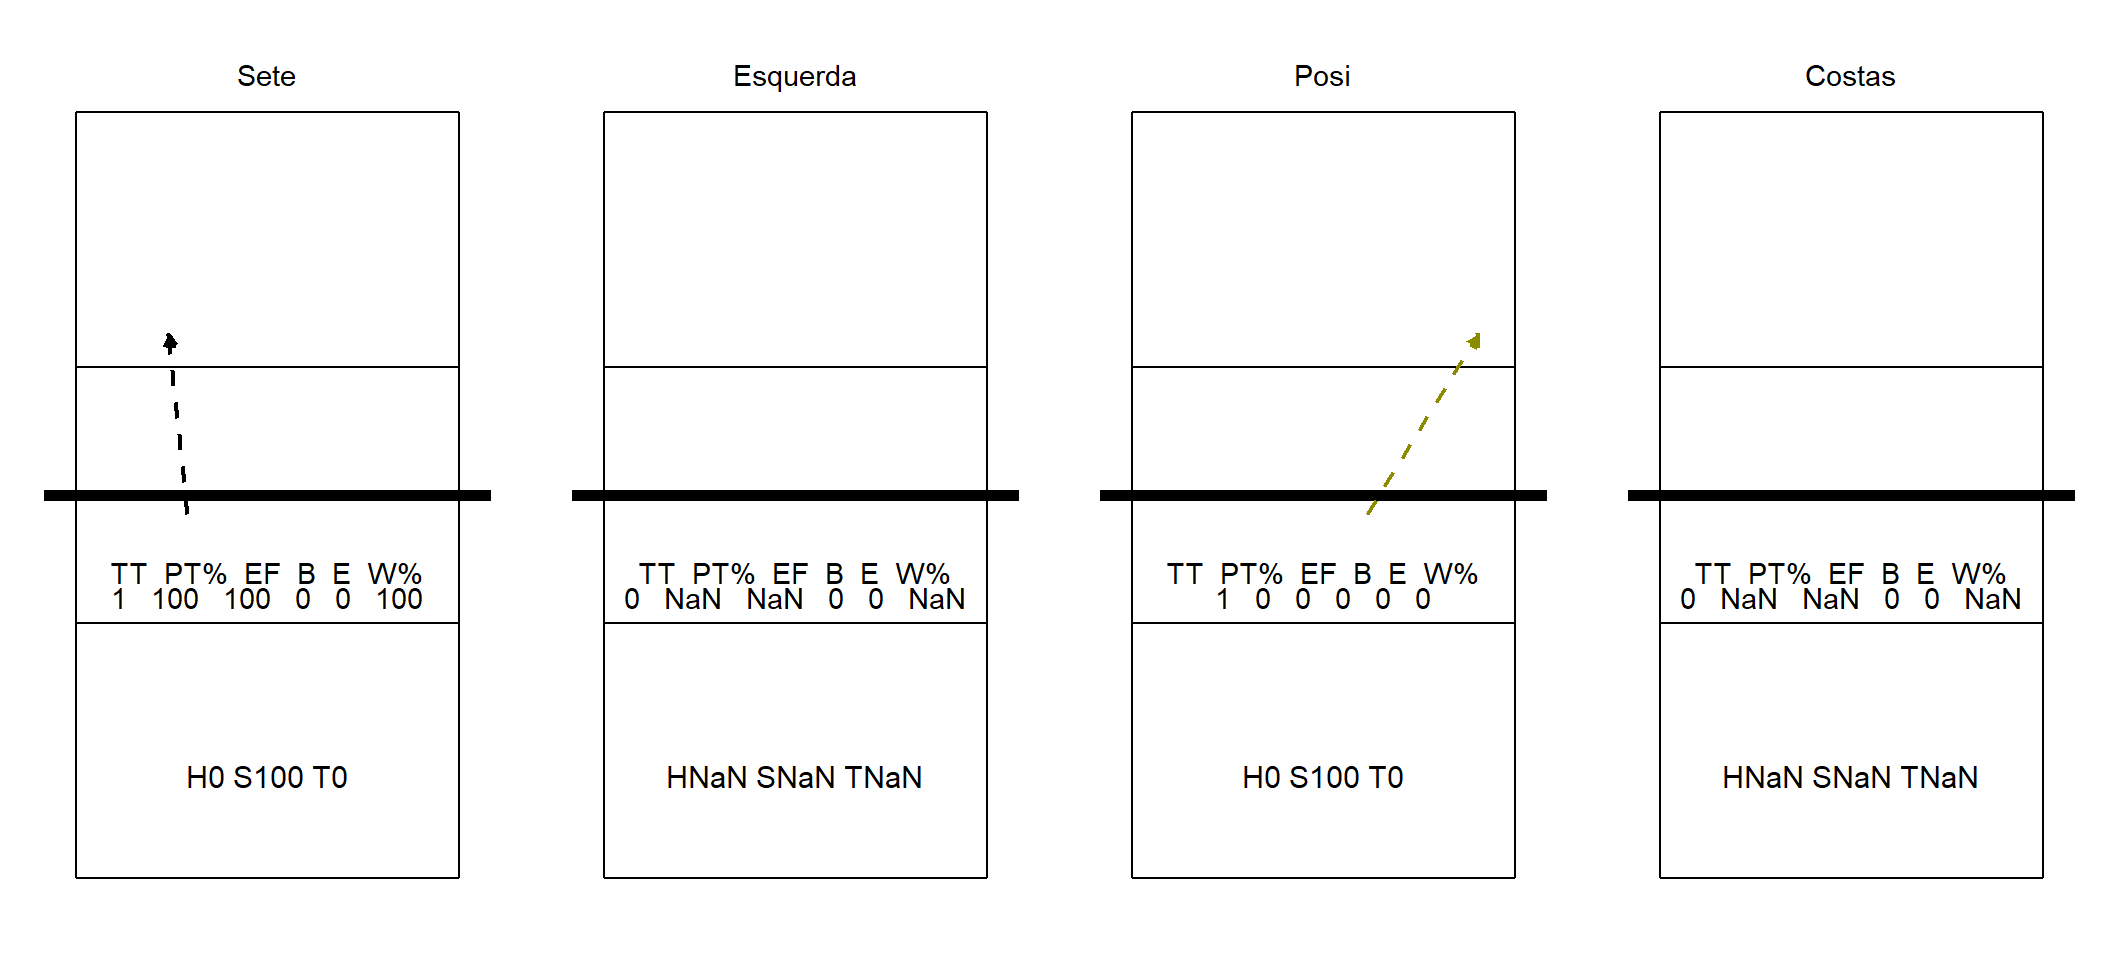 Sete
TT PT% EF B E W%
1 100 100 0 0 100
H0 S100 T0
Esquerda
TT PT% EF B E W%
0 NaN NaN 0 0 NaN
HNaN SNaN TNaN
Posi
TT PT% EF B E W%
1 0 0 0 0 0
H0 S100 T0
Costas
TT PT% EF B E W%
0 NaN NaN 0 0 NaN
HNaN SNaN TNaN